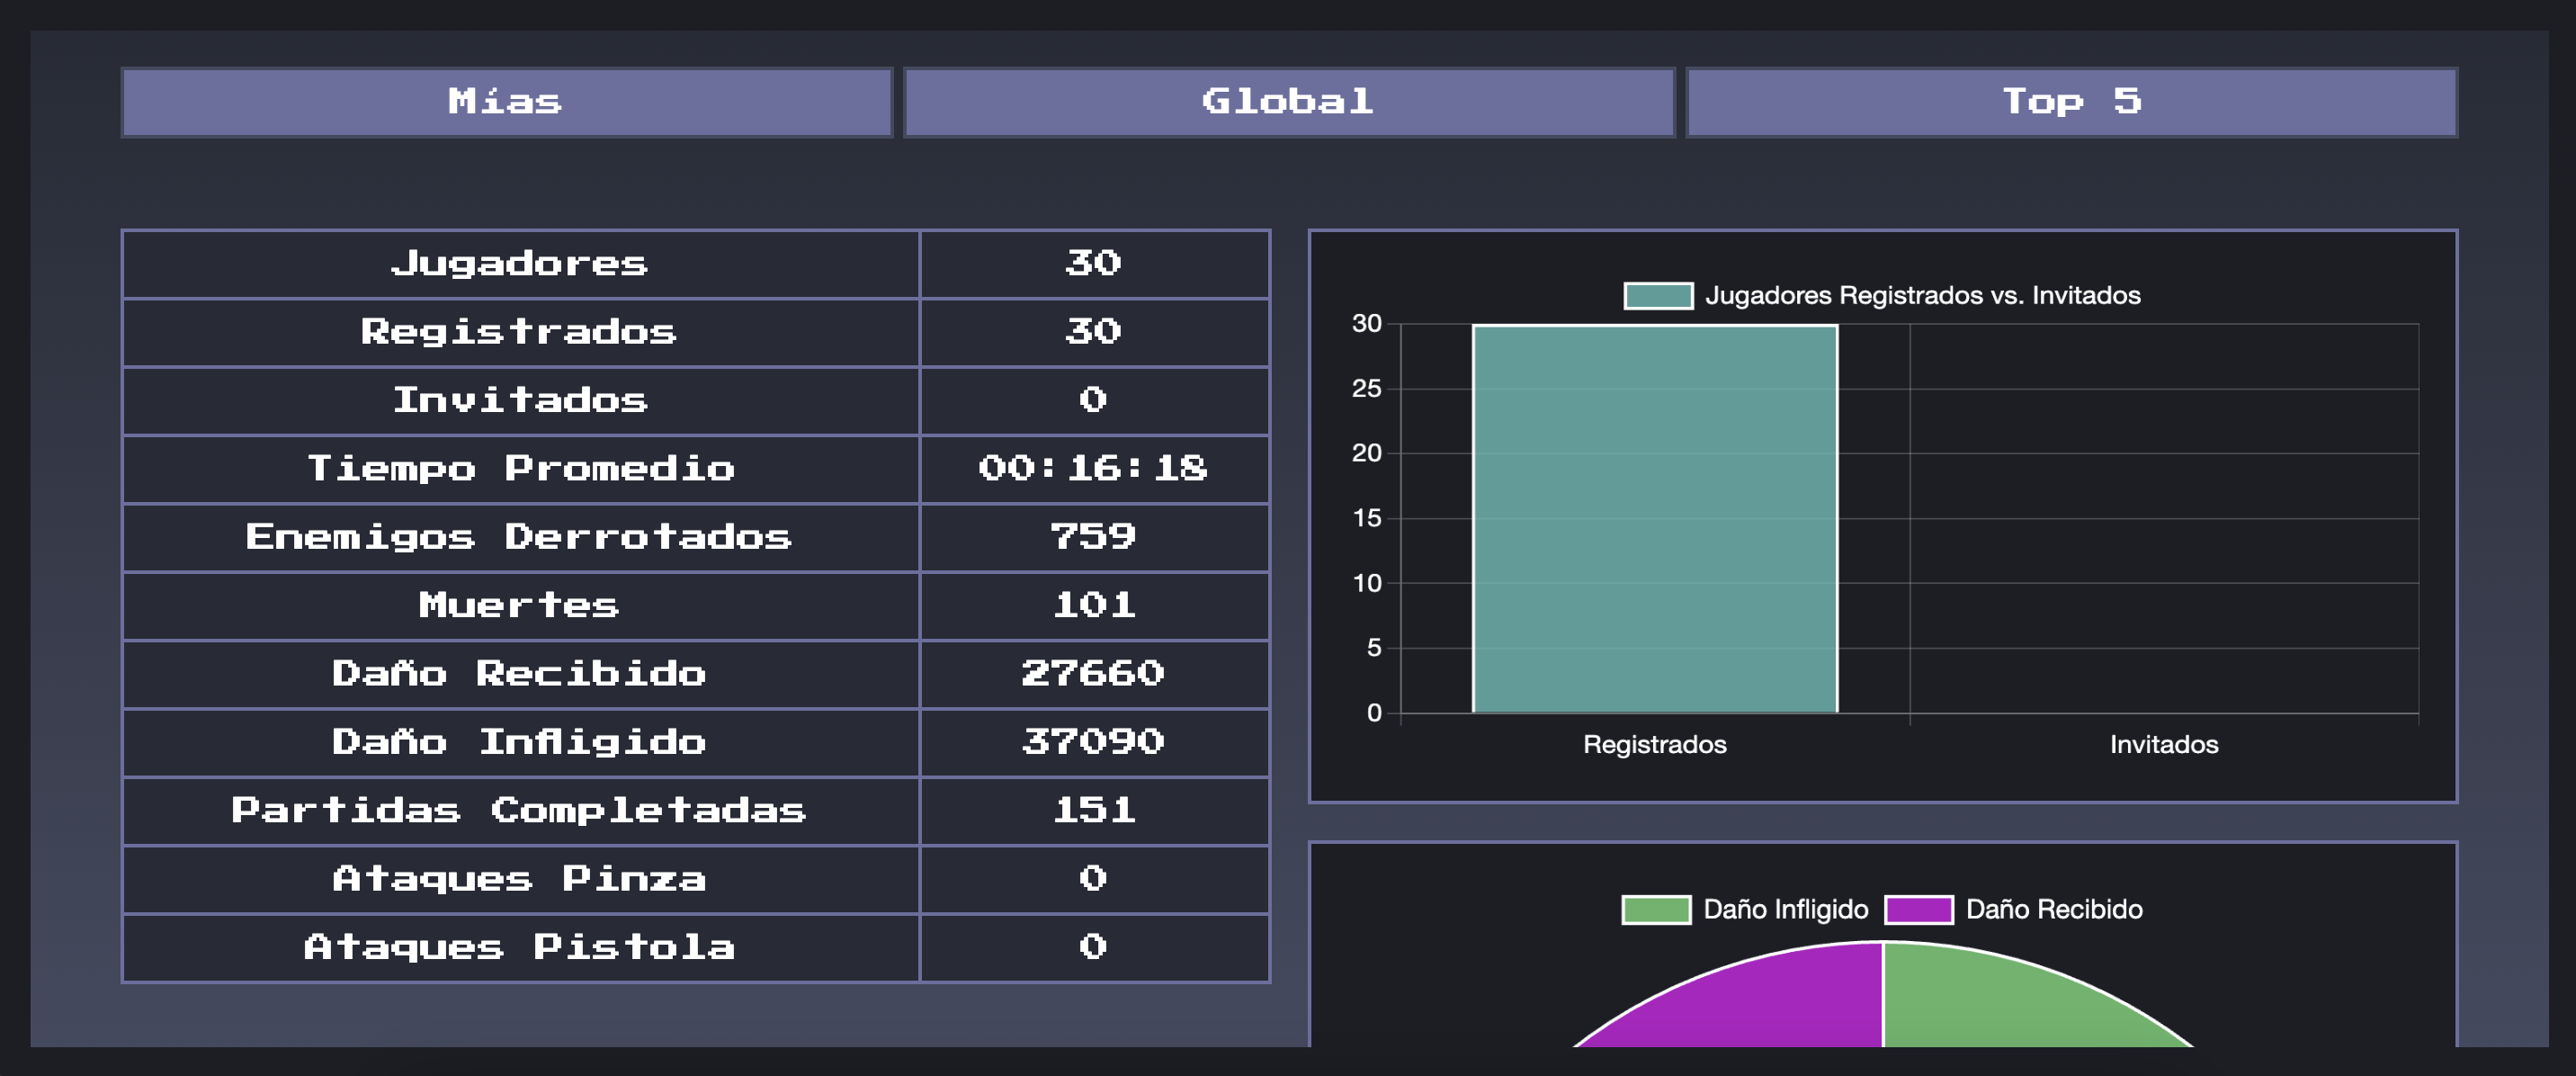 Mías Global Top 5
Jugadores 30
Registrados 30
Invitados 0
Tiempo Promedio 00:16:18
Enemigos Derrotados 759
Muertes 101
Daño Recibido 27660
Daño Infligido 37090
Partidas Completadas 151
Ataques Pinza 0
Ataques Pistola 0
Jugadores Registrados vs. Invitados
30
25
20
15
10
5
0
Registrados Invitados
Daño Infligido Daño Recibido